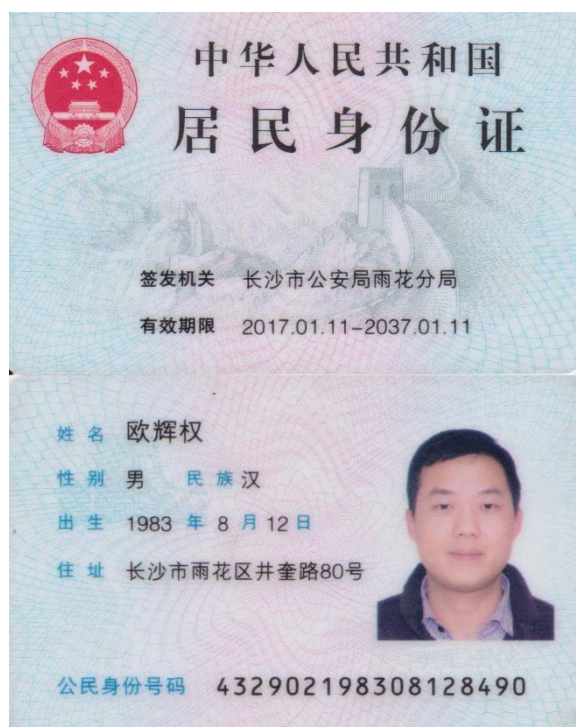 中华人民共和国
居民身份证
签发机关 长沙市公安局雨花分局
有效期限 2017.01.11-2037.01.11
姓名 欧辉权
性别 男 民族 汉
出生 1983 年 8 月 12 日
住址 长沙市雨花区井奎路80号
公民身份号码 432902198308128490